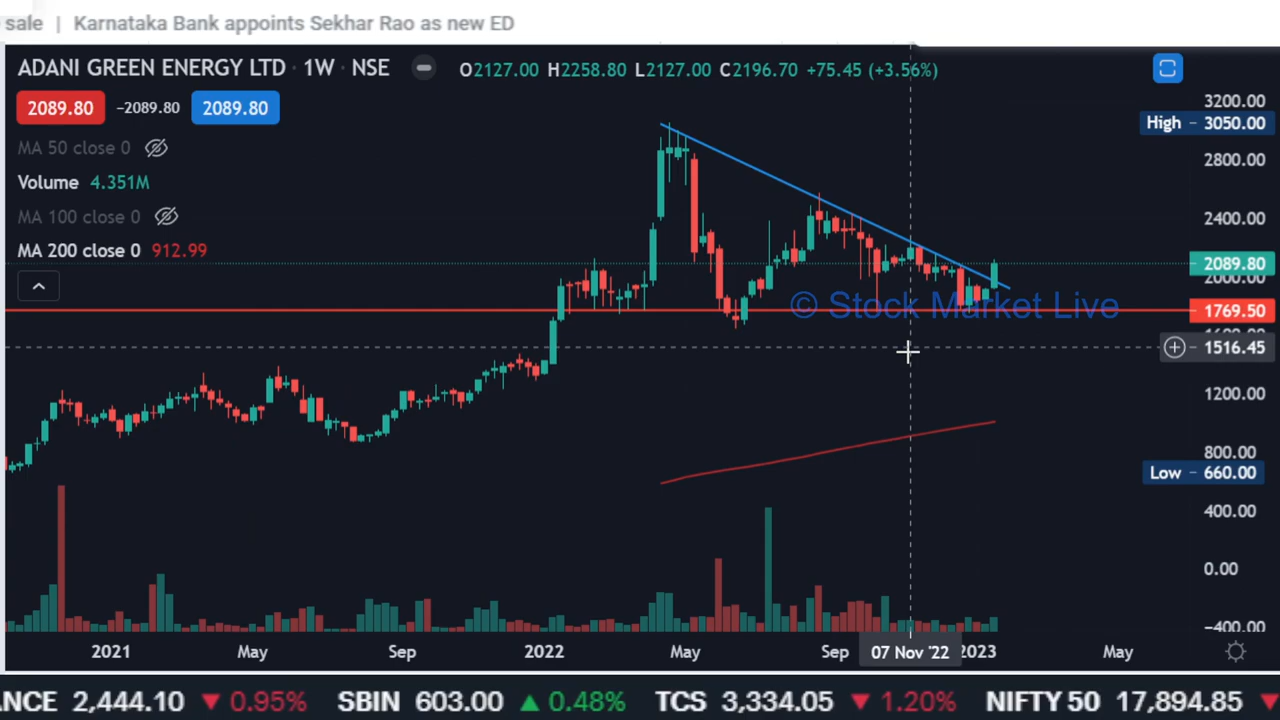 sale | Karnataka Bank appoints Sekhar Rao as new ED
ADANI GREEN ENERGY LTD · 1W · NSE O2127.00 H2258.80 L2127.00 C2196.70 +75.45 (+3.56%)
2089.80 −2089.80 2089.80
MA 50 close 0
Volume 4.351M
MA 100 close 0
MA 200 close 0 912.99
3200.00
High 3050.00
2800.00
2400.00
2089.80
2000.00
© Stock Market Live
1769.50
1516.45
1200.00
800.00
Low 660.00
400.00
0.00
−400.00
2021 May Sep 2022 May Sep 07 Nov '22 2023 May
ANCE 2,444.10 ▼ 0.95% SBIN 603.00 ▲ 0.48% TCS 3,334.05 ▼ 1.20% NIFTY 50 17,894.85 ▼